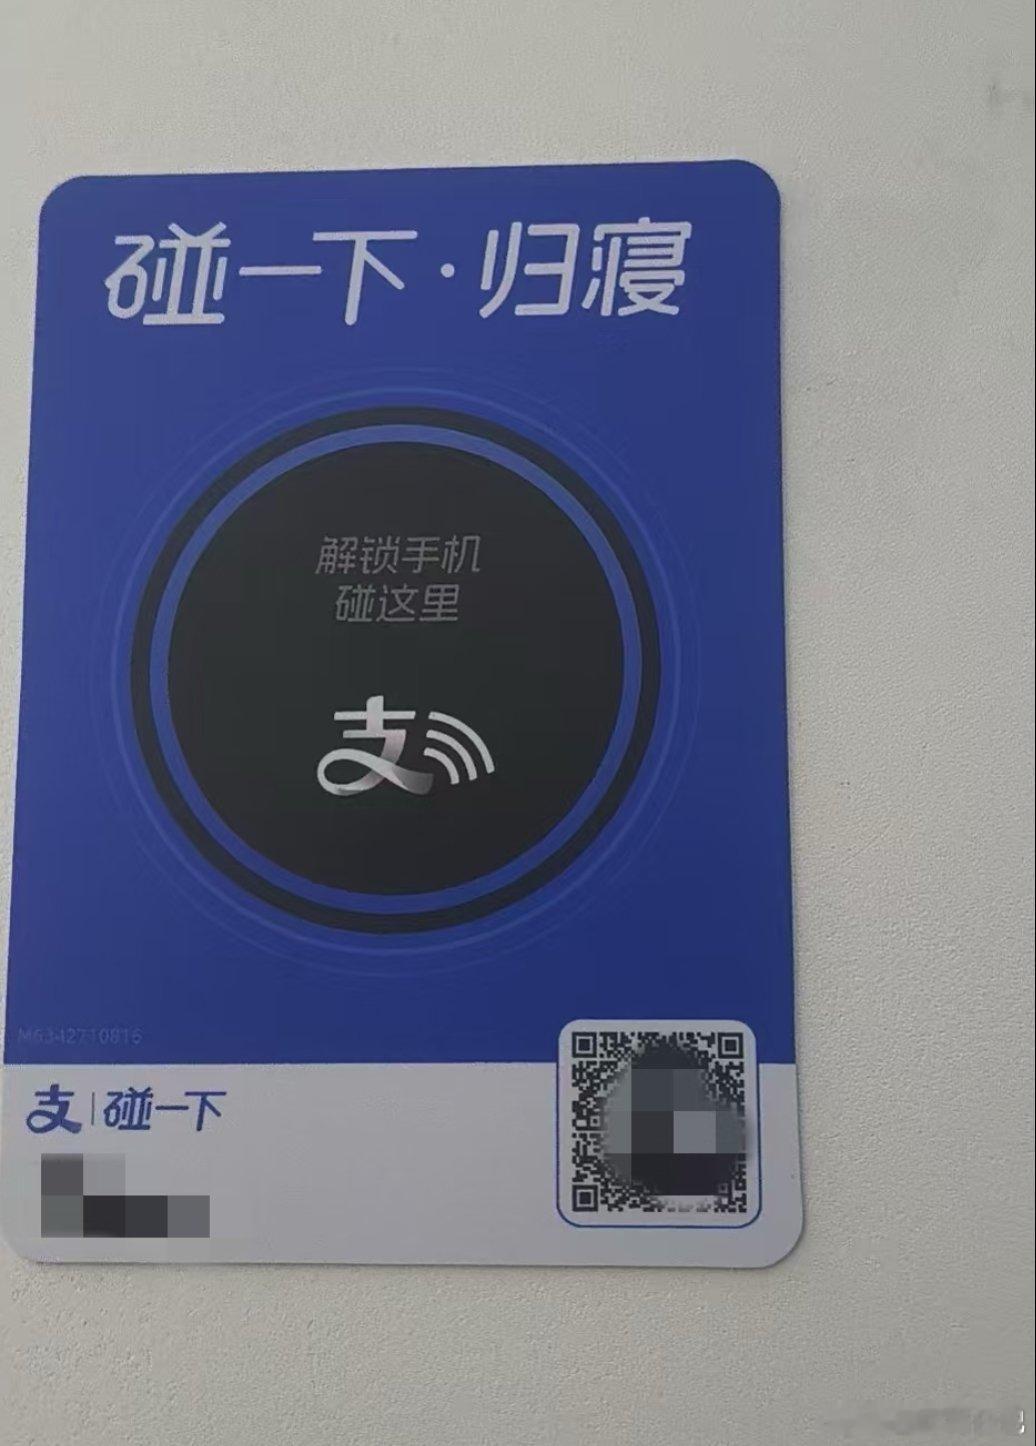 碰一下·归寝
解锁手机
碰这里
支
M6342710816
支|碰一下